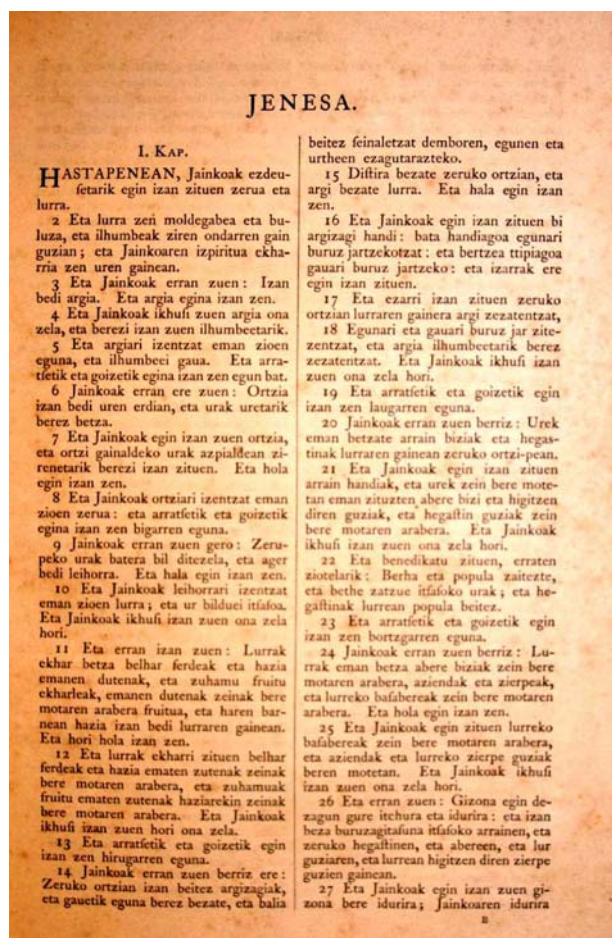 JENESA.
I. KAP.
HASTAPENEAN, Jainkoak ezdeu-
ſetarik egin izan zituen zerua eta
lurra.
2 Eta lurra zen moldegabea eta bu-
luza, eta ilhumbeak ziren ondarren gain
guzian; eta Jainkoaren izpiritua ekha-
rria zen uren gainean.
3 Eta Jainkoak erran zuen: Izan
bedi argia. Eta argia egina izan zen.
4 Eta Jainkoak ikhuſi zuen argia ona
zela, eta berezi izan zuen ilhumbeetarik.
5 Eta argiari izentzat eman zioen
eguna, eta ilhumbeei gaua. Eta arra-
tſetik eta goizetik egina izan zen egun bat.
6 Jainkoak erran ere zuen: Ortzia
izan bedi uren erdian, eta urak uretarik
berez betza.
7 Eta Jainkoak egin izan zuen ortzia,
eta ortzi gainaldeko urak azpialdean zi-
renetarik berezi izan zituen. Eta hola
egin izan zen.
8 Eta Jainkoak ortziari izentzat eman
zioen zerua: eta arratſetik eta goizetik
egina izan zen bigarren eguna.
9 Jainkoak erran zuen gero: Zeru-
peko urak batera bil ditezela, eta ager
bedi leihorra. Eta hala egin izan zen.
10 Eta Jainkoak leihorrari izentzat
eman zioen lurra; eta ur bilduei itſaſoa.
Eta Jainkoak ikhuſi izan zuen ona zela
hori.
11 Eta erran izan zuen: Lurrak
ekhar betza belhar ferdeak eta hazia
emanen dutenak, eta zuhamu fruitu
ekharleak, emanen dutenak zeinak bere
motaren arabera fruitua, eta haren bar-
nean hazia izan bedi lurraren gainean.
Eta hori hola izan zen.
12 Eta lurrak ekharri zituen belhar
ferdeak eta hazia ematen zutenak zeinak
bere motaren arabera, eta zuhamuak
fruitu ematen zutenak haziarekin zeinak
bere motaren arabera. Eta Jainkoak
ikhuſi izan zuen hori ona zela.
13 Eta arratſetik eta goizetik egin
izan zen hirugarren eguna.
14 Jainkoak erran zuen berriz ere:
Zeruko ortzian izan beitez argizagiak,
eta gauetik eguna berez bezate, eta balia
beitez ſeinaletzat demboren, egunen eta
urtheen ezagutarazteko.
15 Diſtira bezate zeruko ortzian, eta
argi bezate lurra. Eta hala egin izan
zen.
16 Eta Jainkoak egin izan zituen bi
argizagi handi: bata handiagoa egunari
buruz jartzekotzat: eta bertzea ttipiagoa
gauari buruz jartzeko: eta izarrak ere
egin izan zituen.
17 Eta ezarri izan zituen zeruko
ortzian lurraren gainera argi zezatentzat,
18 Egunari eta gauari buruz jar zite-
zentzat, eta argia ilhumbeetarik berez
zezatentzat. Eta Jainkoak ikhuſi izan
zuen ona zela hori.
19 Eta arratſetik eta goizetik egin
izan zen laugarren eguna.
20 Jainkoak erran zuen berriz: Urek
eman betzate arrain biziak eta hegas-
tinak lurraren gainean zeruko ortzi-pean.
21 Eta Jainkoak egin izan zituen
arrain handiak, eta urek zein bere mote-
tan eman zituzten abere bizi eta higitzen
diren guziak, eta hegaſtin guziak zein
bere motaren arabera. Eta Jainkoak
ikhuſi izan zuen ona zela hori.
22 Eta benedikatu zituen, erraten
ziotelarik: Berha eta popula zaitezte,
eta bethe zatzue itſaſoko urak; eta he-
gaſtinak lurrean popula beitez.
23 Eta arratſetik eta goizetik egin
izan zen bortzgarren eguna.
24 Jainkoak erran zuen berriz: Lu-
rrak eman betza abere biziak zein bere
motaren arabera, aziendak eta zierpeak,
eta lurreko baſabereak zein bere motaren
arabera. Eta hola egin izan zen.
25 Eta Jainkoak egin zituen lurreko
baſabereak zein bere motaren arabera,
eta aziendak eta lurreko zierpe guziak
beren motetan. Eta Jainkoak ikhuſi
izan zuen ona zela hori.
26 Eta erran zuen: Gizona egin de-
zagun gure itchura eta idurira: eta izan
beza buruzagitaſuna itſaſoko arrainen, eta
zeruko hegaſtinen, eta abereen, eta lur
guziaren, eta lurrean higitzen diren zierpe
guzien gainean.
27 Eta Jainkoak egin izan zuen gi-
zona bere idurira; Jainkoaren idurira
B